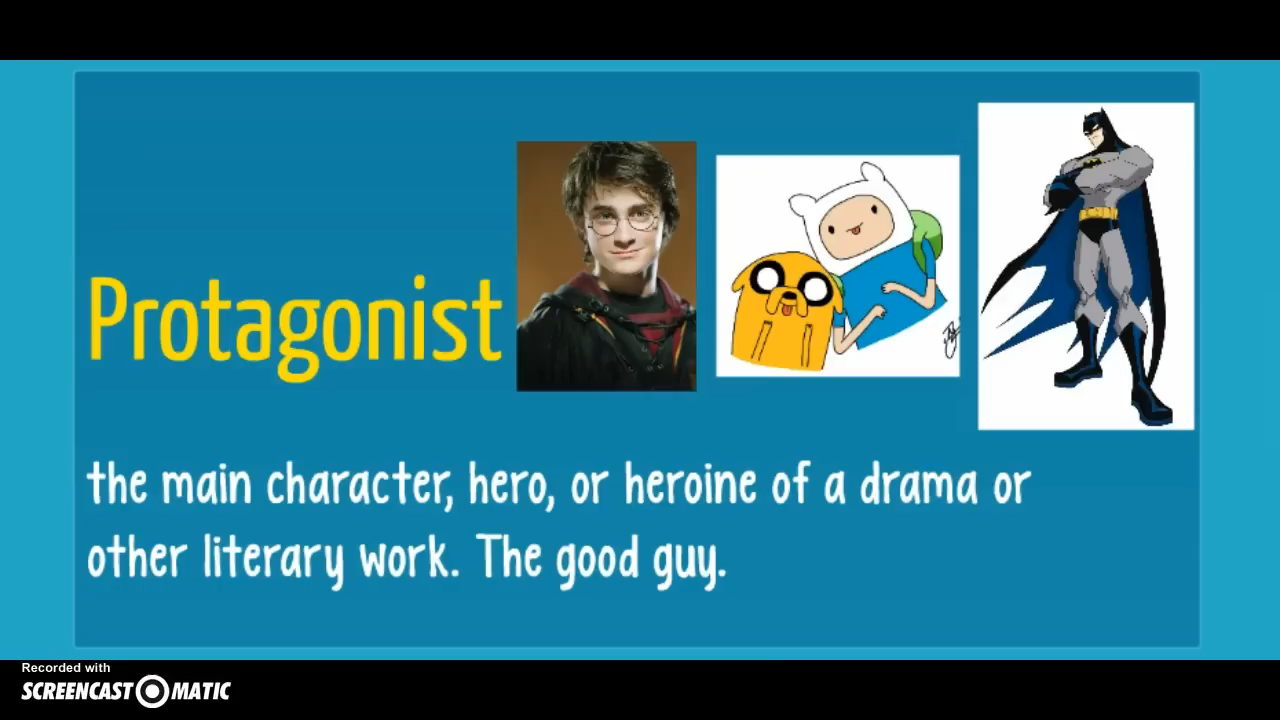 Protagonist
the main character, hero, or heroine of a drama or
other literary work. The good guy.
Recorded with
SCREENCAST MATIC